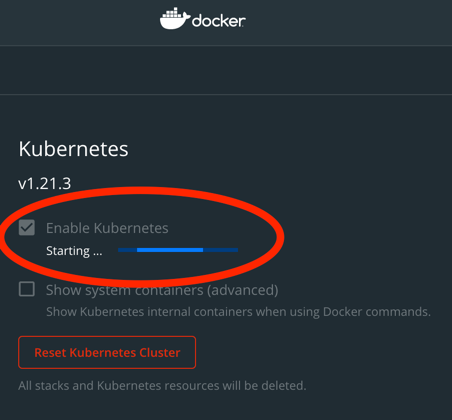 docker
Kubernetes
v1.21.3
Enable Kubernetes
Starting ...
Show system containers (advanced)
Show Kubernetes internal containers when using Docker commands.
Reset Kubernetes Cluster
All stacks and Kubernetes resources will be deleted.